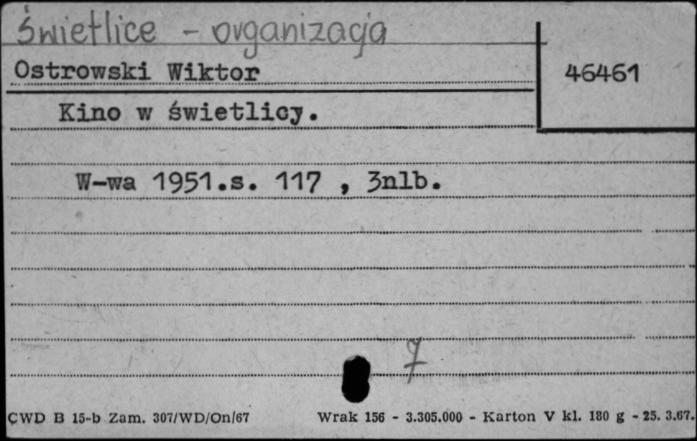 Świetlice - organizacja
Ostrowski Wiktor
46461
Kino w świetlicy.
W-wa 1951.s. 117 , 3nlb.
7
CWD B 15-b Zam. 307/WD/On/67 Wrak 156 - 3.305.000 - Karton V kl. 180 g - 25. 3.67.